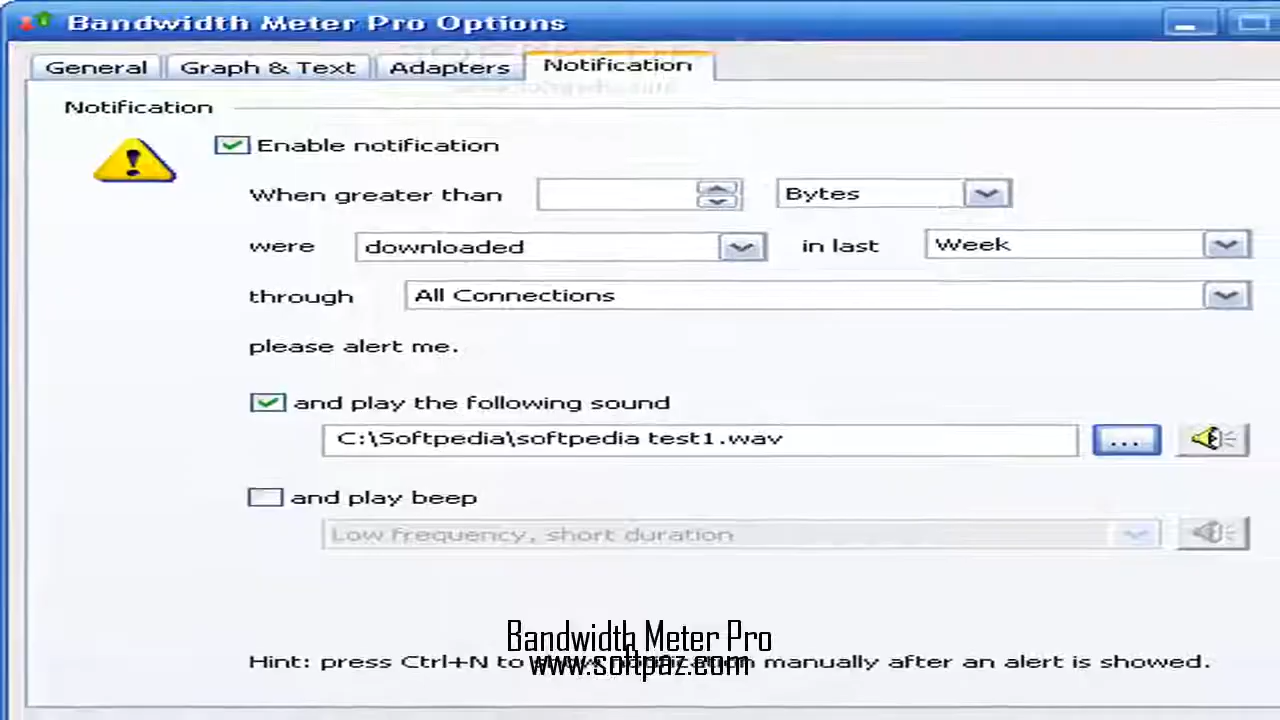 Bandwidth Meter Pro Options
General Graph & Text Adapters Notification
Notification
Enable notification
When greater than Bytes
were downloaded in last Week
through All Connections
please alert me.
and play the following sound
C:\Softpedia\softpedia test1.wav ...
and play beep
Low frequency, short duration
Bandwidth Meter Pro
Hint: press Ctrl+N to show notification manually after an alert is showed.
www.softpaz.com